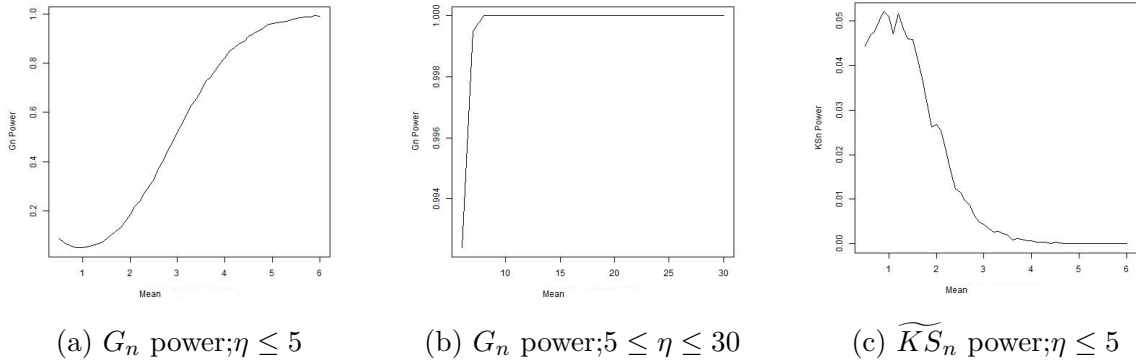 Gn Power
0.2 0.4 0.6 0.8 1.0
1 2 3 4 5 6
Mean
(a) $G_n$ power;$\eta \leq 5$
Gn Power
0.994 0.996 0.998 1.000
10 15 20 25 30
Mean
(b) $G_n$ power;$5 \leq \eta \leq 30$
KSn Power
0.00 0.01 0.02 0.03 0.04 0.05
1 2 3 4 5 6
Mean
(c) $\widetilde{KS}_n$ power;$\eta \leq 5$